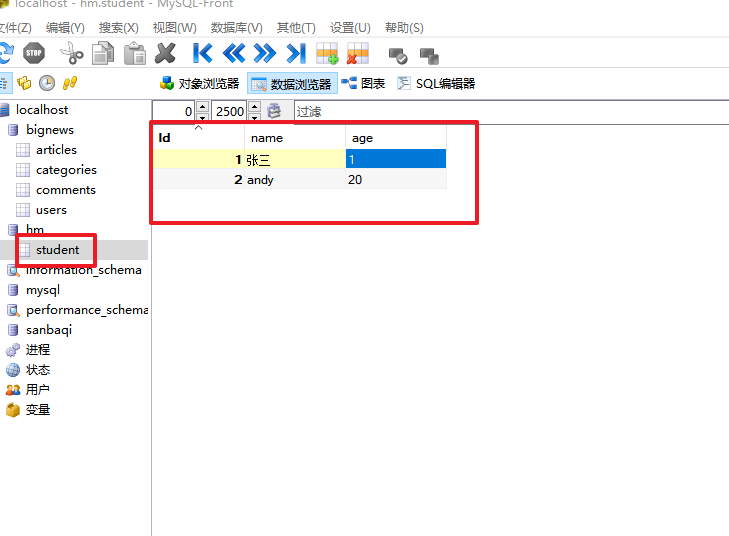 localhost - hm.student - MySQL-Front
文件(Z) 编辑(Y) 搜索(X) 视图(W) 数据库(V) 其他(T) 设置(U) 帮助(S)
STOP
对象浏览器 数据浏览器 图表 SQL编辑器
localhost
bignews
articles
categories
comments
users
hm
student
information_schema
mysql
performance_schema
sanbaqi
进程
状态
用户
变量
0 2500 过滤
Id name age
1 张三 1
2 andy 20